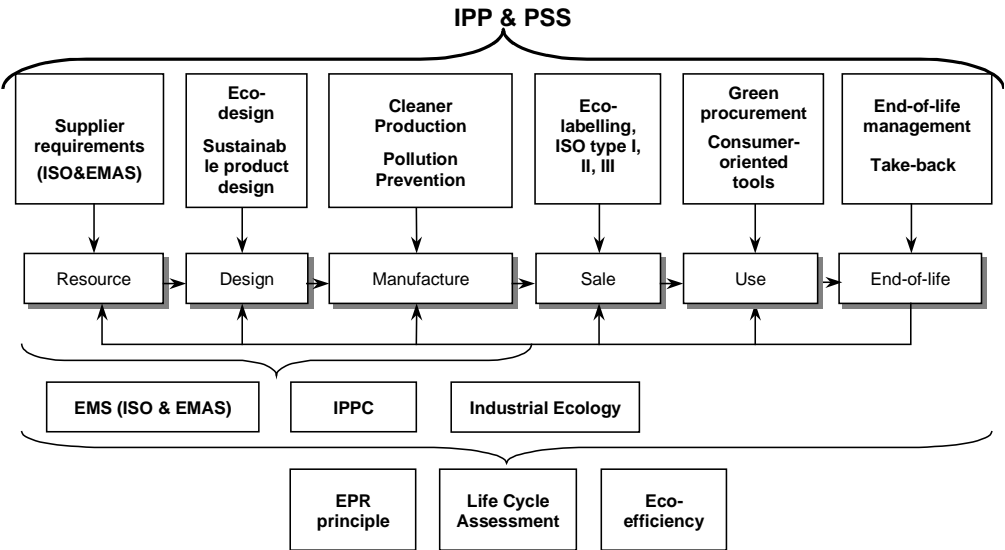 IPP & PSS
Supplier
requirements
(ISO&EMAS)
Eco-
design
Sustainab
le product
design
Cleaner
Production
Pollution
Prevention
Eco-
labelling,
ISO type I,
II, III
Green
procurement
Consumer-
oriented
tools
End-of-life
management
Take-back
Resource
Design
Manufacture
Sale
Use
End-of-life
EMS (ISO & EMAS)
IPPC
Industrial Ecology
EPR
principle
Life Cycle
Assessment
Eco-
efficiency